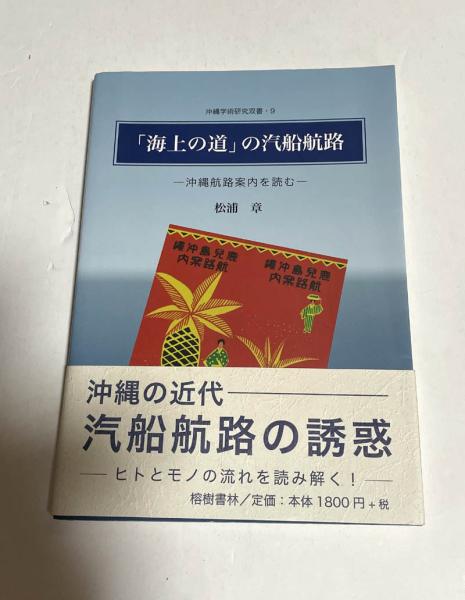 沖縄学術研究双書・9
「海上の道」の汽船航路
―沖縄航路案内を読む―
松浦 章
鹿兒島沖縄
航路案内
鹿兒島沖縄
航路案内
沖縄の近代
汽船航路の誘惑
ヒトとモノの流れを読み解く!
榕樹書林/定価:本体1800円+税